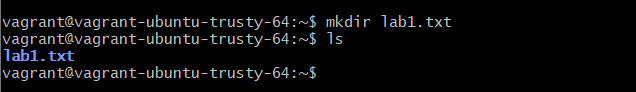 vagrant@vagrant-ubuntu-trusty-64:~$ mkdir lab1.txt
vagrant@vagrant-ubuntu-trusty-64:~$ ls
lab1.txt
vagrant@vagrant-ubuntu-trusty-64:~$